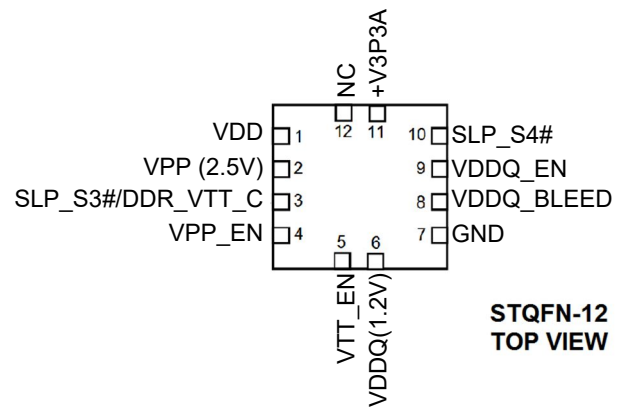 NC
+V3P3A
VDD
1
12
11
10
SLP_S4#
VPP (2.5V)
2
9
VDDQ_EN
SLP_S3#/DDR_VTT_C
3
8
VDDQ_BLEED
VPP_EN
4
5
6
7
GND
VTT_EN
VDDQ(1.2V)
STQFN-12
TOP VIEW